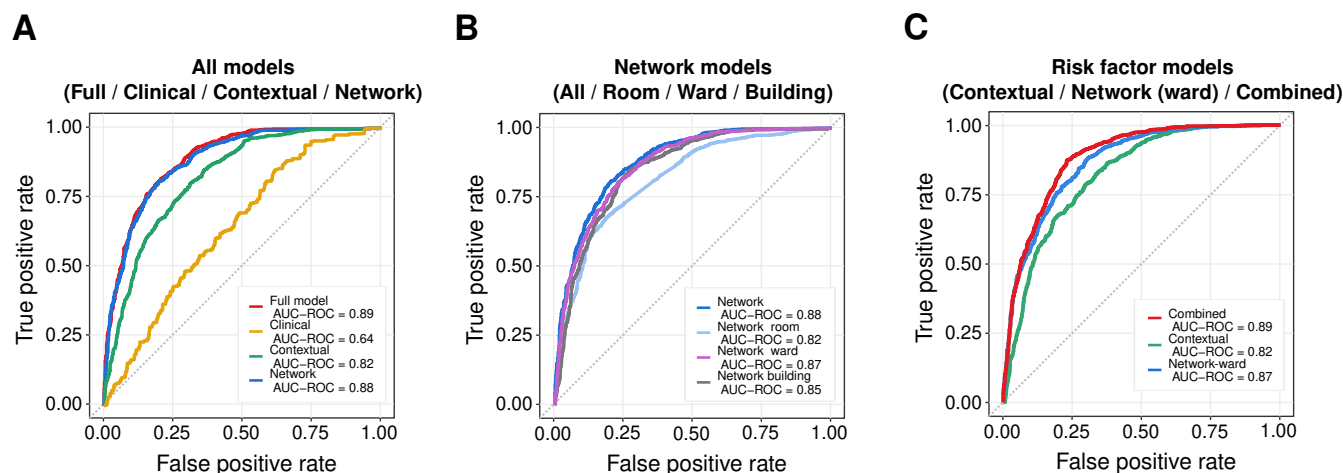 A
All models
(Full / Clinical / Contextual / Network)
True positive rate
1.00
0.75
0.50
0.25
0.00
Full model
AUC−ROC = 0.89
Clinical
AUC−ROC = 0.64
Contextual
AUC−ROC = 0.82
Network
AUC−ROC = 0.88
0.00 0.25 0.50 0.75 1.00
False positive rate
B
Network models
(All / Room / Ward / Building)
True positive rate
1.00
0.75
0.50
0.25
0.00
Network
AUC−ROC = 0.88
Network room
AUC−ROC = 0.82
Network ward
AUC−ROC = 0.87
Network building
AUC−ROC = 0.85
0.00 0.25 0.50 0.75 1.00
False positive rate
C
Risk factor models
(Contextual / Network (ward) / Combined)
True positive rate
1.00
0.75
0.50
0.25
0.00
Combined
AUC−ROC = 0.89
Contextual
AUC−ROC = 0.82
Network-ward
AUC−ROC = 0.87
0.00 0.25 0.50 0.75 1.00
False positive rate